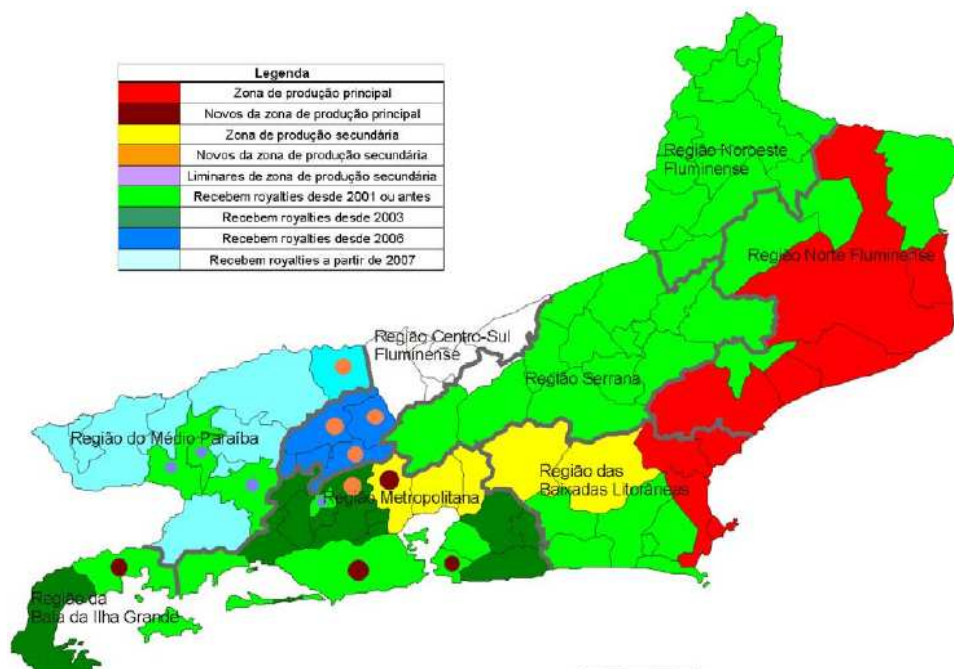 Legenda
Zona de produção principal
Novos da zona de produção principal
Zona de produção secundária
Novos da zona de produção secundária
Liminares de zona de produção secundária
Recebem royalties desde 2001 ou antes
Recebem royalties desde 2003
Recebem royalties desde 2006
Recebem royalties a partir de 2007
Região Noroeste
Fluminense
Região Norte Fluminense
Região Centro-Sul
Fluminense
Região Serrana
Região do Médio Paraíba
Região das
Baixadas Litorâneas
Região Metropolitana
Região da
Baía da Ilha Grande